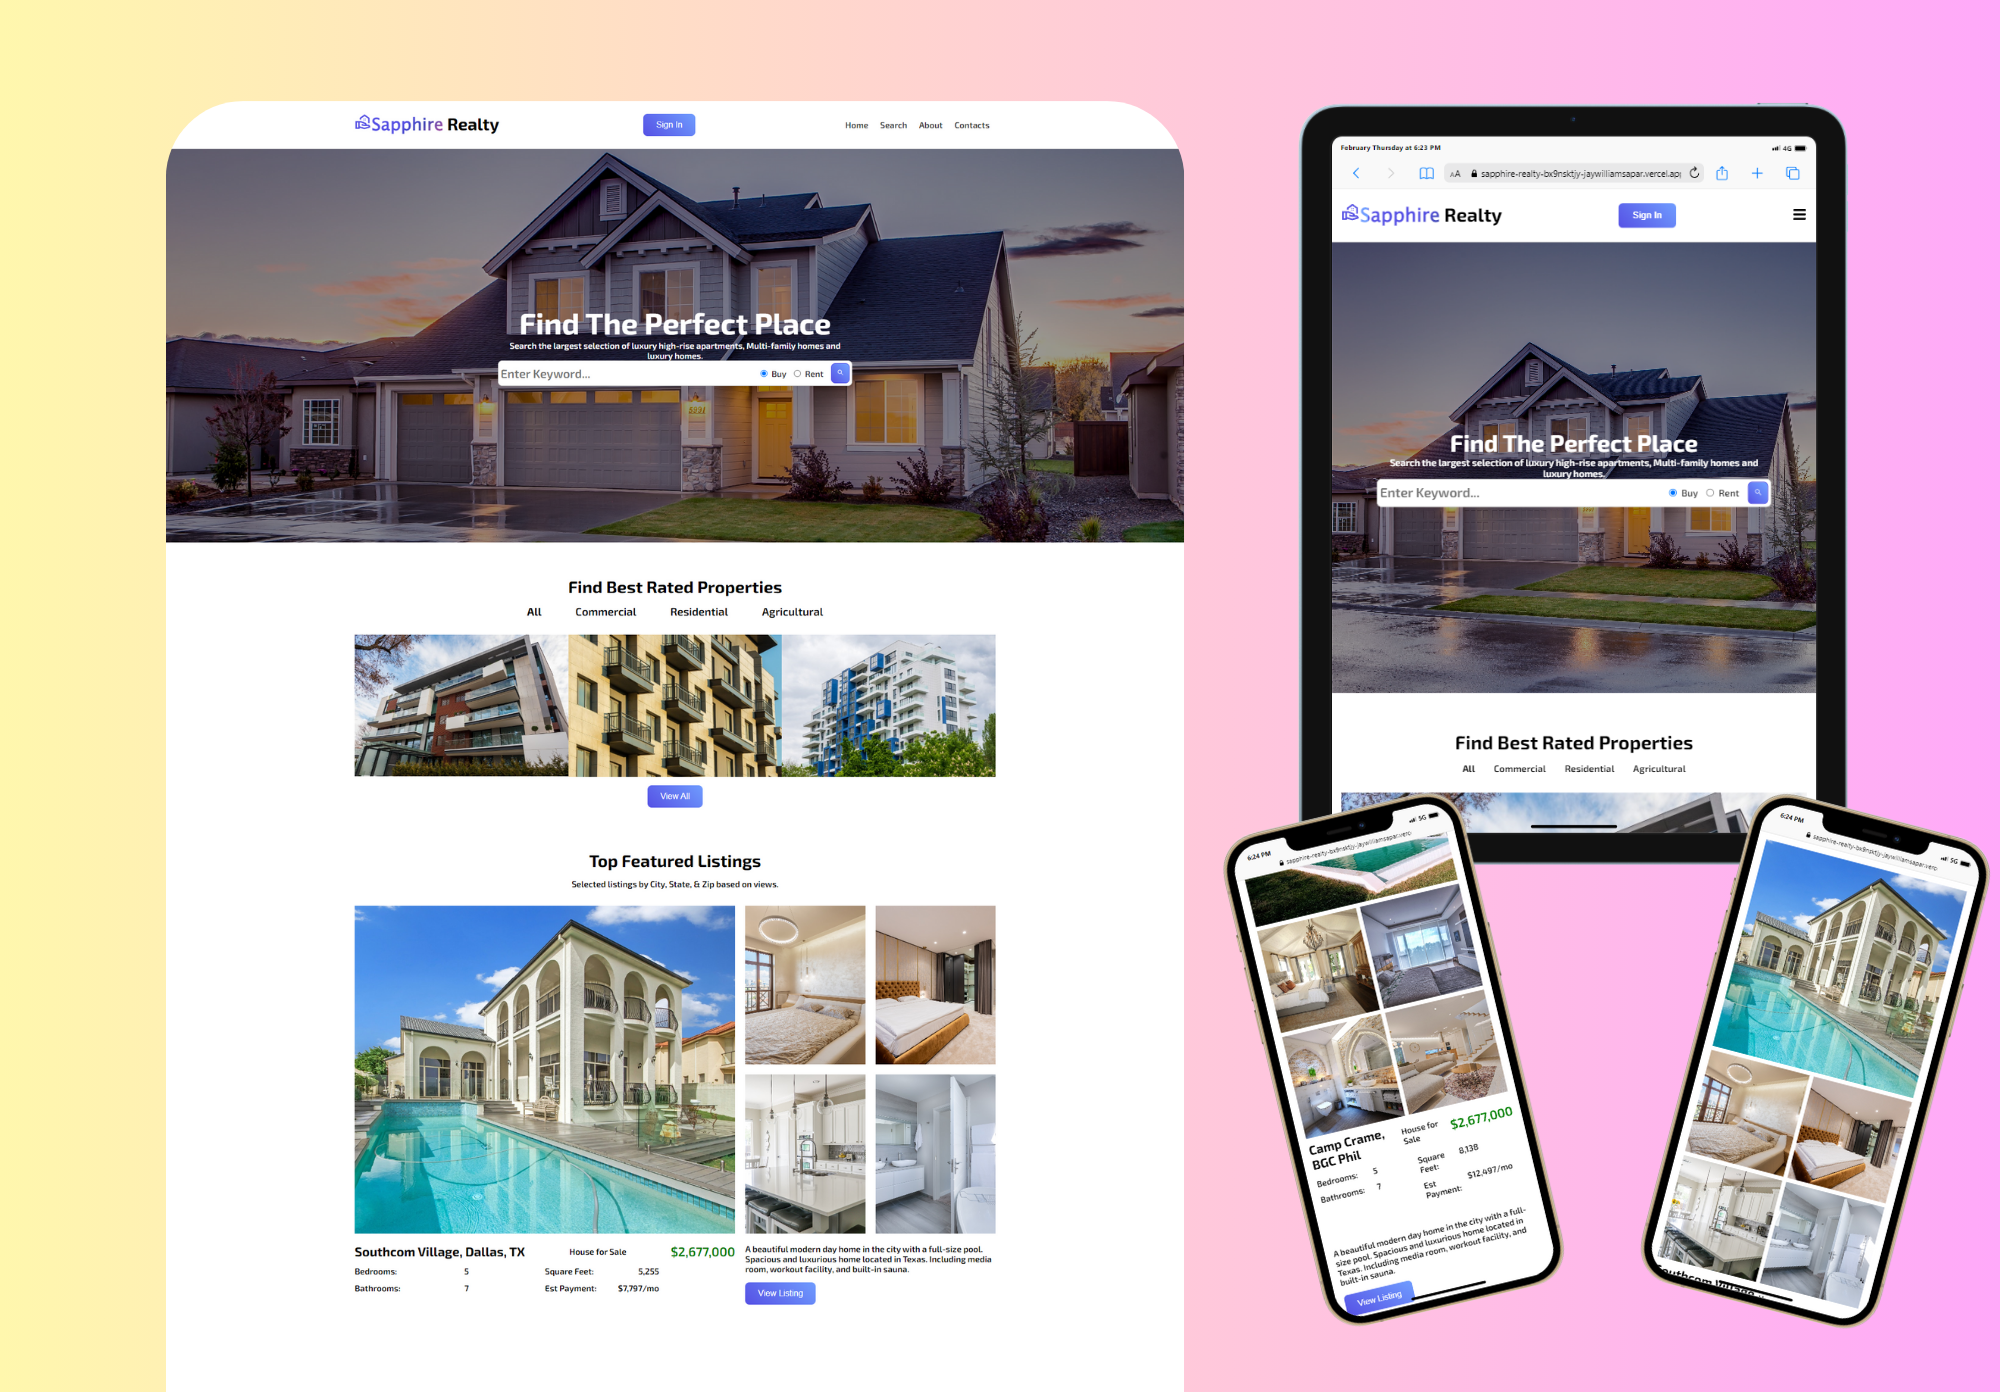 Sapphire Realty
Sign In
Home Search About Contacts
Find The Perfect Place
Search the largest selection of luxury high-rise apartments, Multi-family homes and
luxury homes.
Enter Keyword...
Buy Rent
Find Best Rated Properties
All Commercial Residential Agricultural
View All
Top Featured Listings
Selected listings by City, State, & Zip based on views.
Southcom Village, Dallas, TX House for Sale $2,677,000
Bedrooms: 5 Square Feet: 5,255
Bathrooms: 7 Est Payment: $7,797/mo
A beautiful modern day home in the city with a full-size pool.
Spacious and luxurious home located in Texas. Including media
room, workout facility, and built-in sauna.
View Listing
February Thursday at 6:23 PM
4G
AA sapphire-realty-bx9nsktjy-jaywilliamsapar.vercel.ap
Sapphire Realty
Sign In
Find The Perfect Place
Search the largest selection of luxury high-rise apartments, Multi-family homes and
luxury homes.
Enter Keyword...
Buy Rent
Find Best Rated Properties
All Commercial Residential Agricultural
6:24 PM
5G
sapphire-realty-bx9nsktjy-jaywilliamsapar.verc
Camp Crame,
BGC Phil
House for
Sale
$2,677,000
Bedrooms: 5
Square
Feet:
8,138
Bathrooms: 7
Est
Payment:
$12,497/mo
A beautiful modern day home in the city with a full-
size pool. Spacious and luxurious home located in
Texas. Including media room, workout facility, and
built-in sauna.
View Listing
6:24 PM
5G
sapphire-realty-bx9nsktjy-jaywilliamsapar.verc
Southcom Village